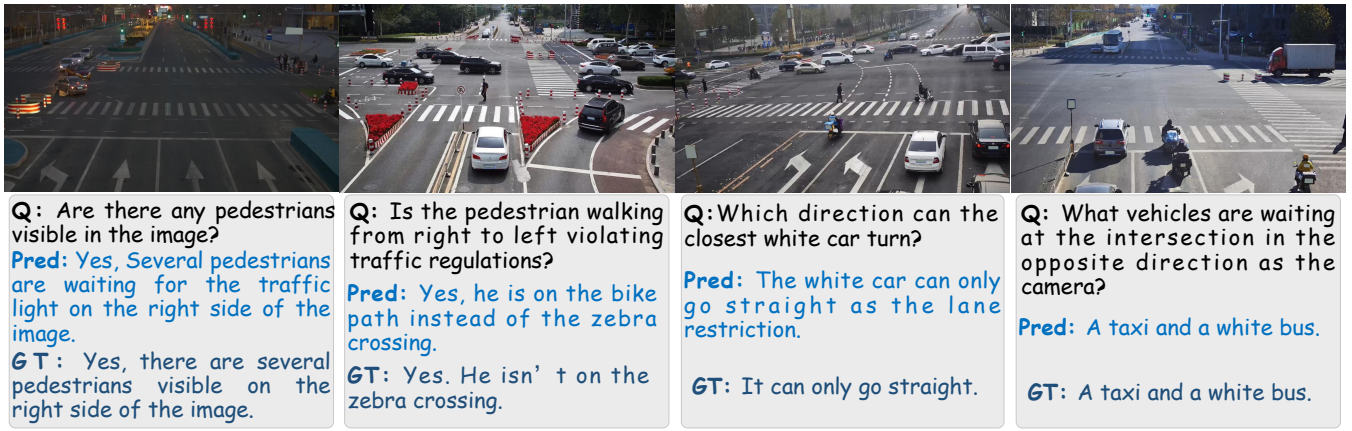 Q: Are there any pedestrians
visible in the image?
Pred: Yes, Several pedestrians
are waiting for the traffic
light on the right side of the
image.
GT: Yes, there are several
pedestrians visible on the
right side of the image.
Q: Is the pedestrian walking
from right to left violating
traffic regulations?
Pred: Yes, he is on the bike
path instead of the zebra
crossing.
GT: Yes. He isn't on the
zebra crossing.
Q:Which direction can the
closest white car turn?
Pred: The white car can only
go straight as the lane
restriction.
GT: It can only go straight.
Q: What vehicles are waiting
at the intersection in the
opposite direction as the
camera?
Pred: A taxi and a white bus.
GT: A taxi and a white bus.